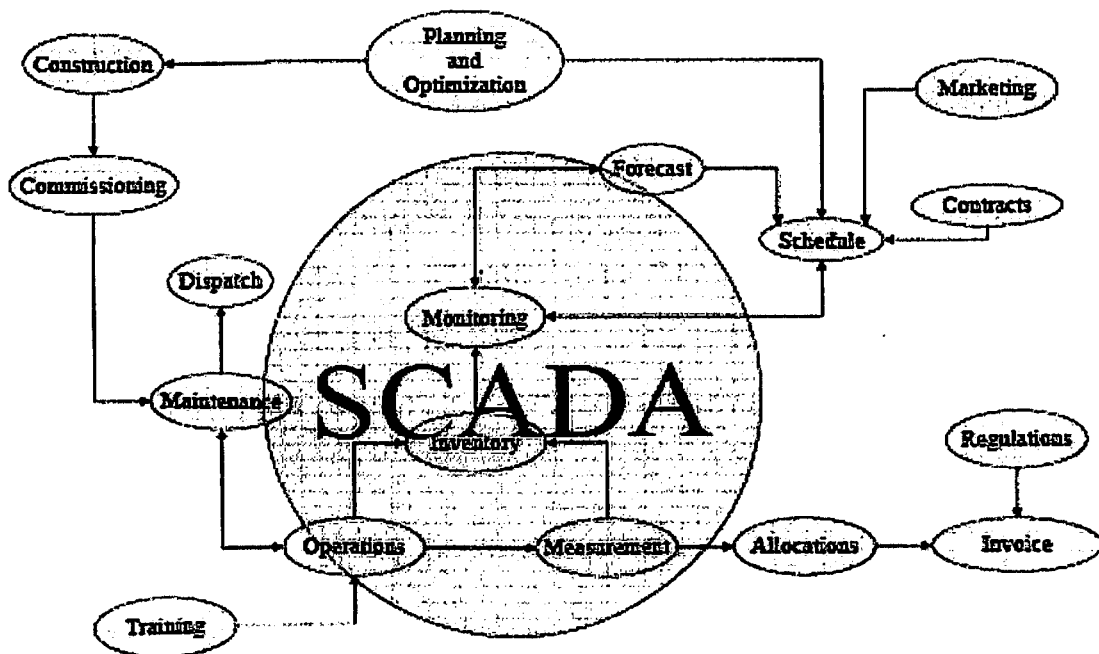 Planning
and
Optimization
Construction
Marketing
Forecast
Commissioning
Contracts
Schedule
Dispatch
Monitoring
SCADA
Maintenance
Inventory
Regulations
Operations
Measurement
Allocations
Invoice
Training